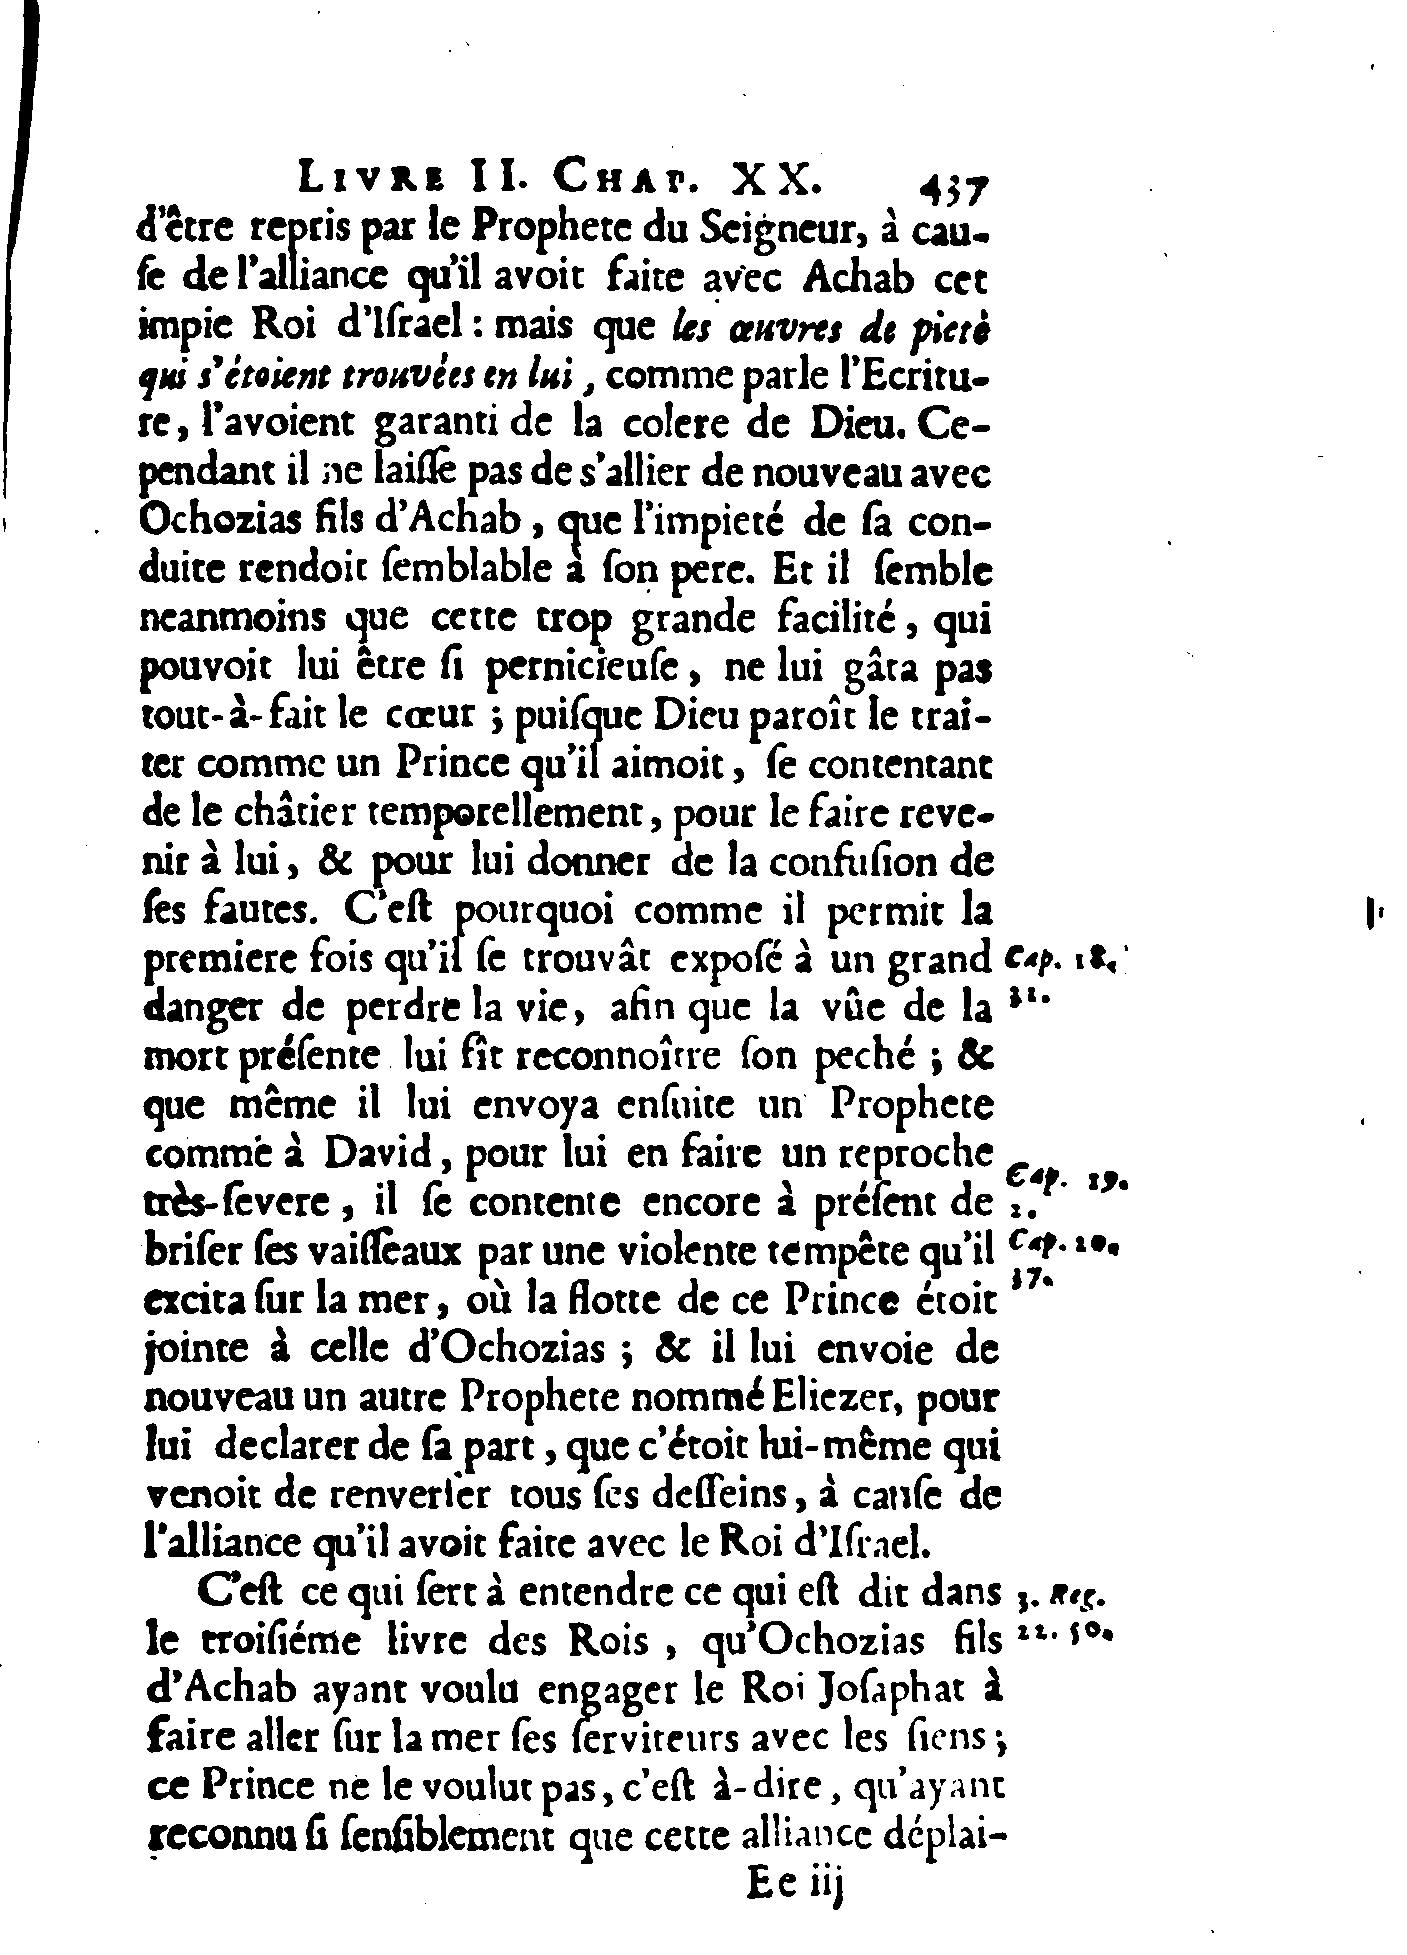 LIVRE II. CHAP. XX. 437
d'être repris par le Prophete du Seigneur, à cau-
ſe de l'alliance qu'il avoit faite avec Achab cet
impie Roi d'Iſrael : mais que les œuvres de pieté
qui s'étoient trouvées en lui, comme parle l'Ecritu-
re, l'avoient garanti de la colere de Dieu. Ce-
pendant il ne laiſſe pas de s'allier de nouveau avec
Ochozias fils d'Achab, que l'impieté de ſa con-
duite rendoit ſemblable à ſon pere. Et il ſemble
neanmoins que cette trop grande facilité, qui
pouvoit lui être ſi pernicieuſe, ne lui gâta pas
tout-à-fait le cœur ; puiſque Dieu paroît le trai-
ter comme un Prince qu'il aimoit, ſe contentant
de le châtier temporellement, pour le faire reve-
nir à lui, & pour lui donner de la confuſion de
ſes fautes. C'eſt pourquoi comme il permit la
premiere fois qu'il ſe trouvât expoſé à un grand Cap. 18.
danger de perdre la vie, afin que la vûe de la 31.
mort préſente lui fît reconnoître ſon peché ; &
que même il lui envoya enſuite un Prophete
comme à David, pour lui en faire un reproche Cap. 19.
très-ſevere, il ſe contente encore à préſent de 2.
briſer ſes vaiſſeaux par une violente tempête qu'il Cap. 20.
excita ſur la mer, où la flotte de ce Prince étoit 37.
jointe à celle d'Ochozias ; & il lui envoie de
nouveau un autre Prophete nommé Eliezer, pour
lui declarer de ſa part, que c'étoit lui-même qui
venoit de renverſer tous ſes deſſeins, à cauſe de
l'alliance qu'il avoit faite avec le Roi d'Iſrael.
C'eſt ce qui ſert à entendre ce qui eſt dit dans 3. Reg.
le troiſiéme livre des Rois, qu'Ochozias fils 22. 50.
d'Achab ayant voulu engager le Roi Joſaphat à
faire aller ſur la mer ſes ſerviteurs avec les ſiens ;
ce Prince ne le voulut pas, c'eſt à-dire, qu'ayant
reconnu ſi ſenſiblement que cette alliance déplai-
Ee iij